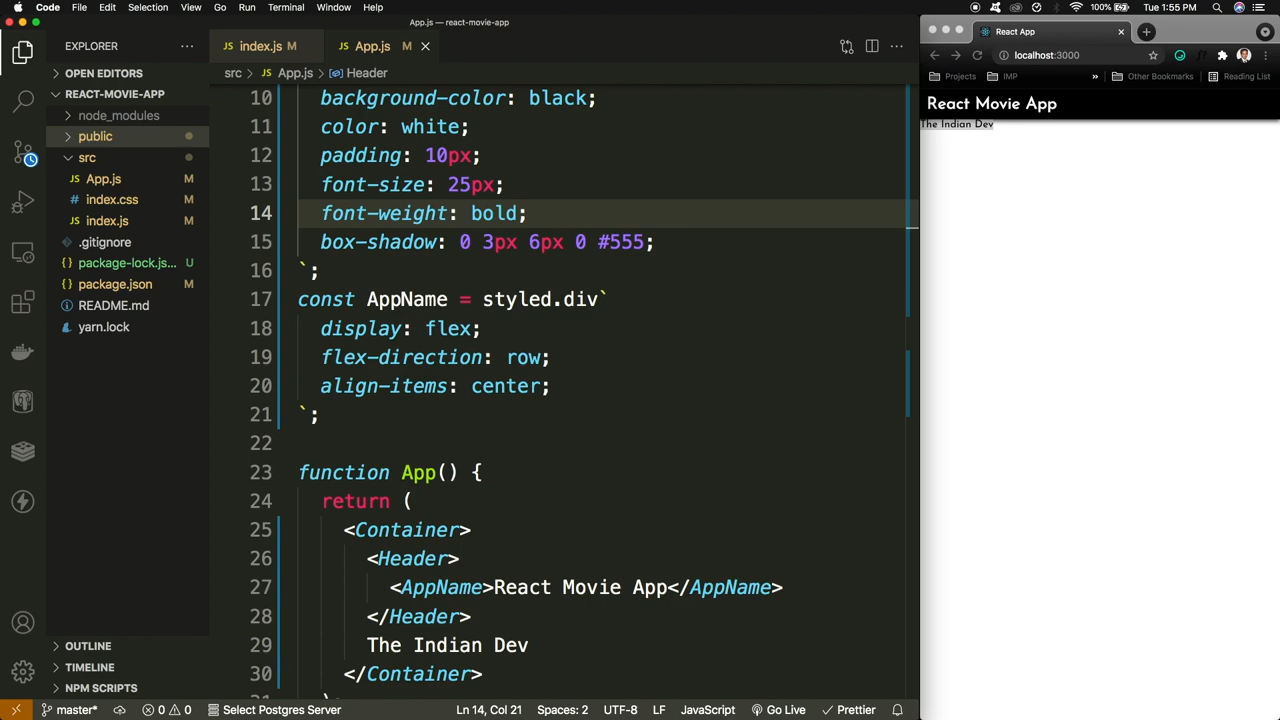 Code File Edit Selection View Go Run Terminal Window Help
100% Tue 1:55 PM
App.js — react-movie-app
React App
EXPLORER
index.js M
App.js M
localhost:3000
OPEN EDITORS
src > App.js > Header
Projects IMP » Other Bookmarks Reading List
REACT-MOVIE-APP
node_modules
public
src
App.js M
index.css M
index.js M
.gitignore
package-lock.js... U
package.json M
README.md
yarn.lock
OUTLINE
TIMELINE
NPM SCRIPTS
10 background-color: black;
11 color: white;
12 padding: 10px;
13 font-size: 25px;
14 font-weight: bold;
15 box-shadow: 0 3px 6px 0 #555;
16 `;
17 const AppName = styled.div`
18 display: flex;
19 flex-direction: row;
20 align-items: center;
21 `;
22
23 function App() {
24 return (
25 <Container>
26 <Header>
27 <AppName>React Movie App</AppName>
28 </Header>
29 The Indian Dev
30 </Container>
React Movie App
The Indian Dev
master* 0 0 Select Postgres Server Ln 14, Col 21 Spaces: 2 UTF-8 LF JavaScript Go Live Prettier